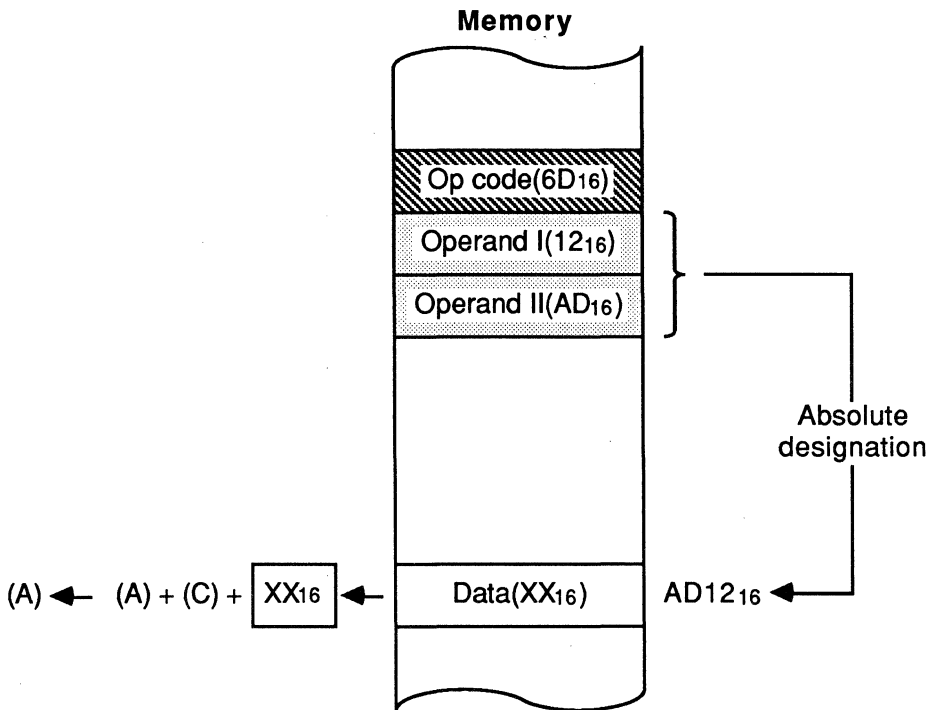 Memory
Op code(6D₁₆)
Operand I(12₁₆)
Operand II(AD₁₆)
Absolute
designation
(A) ← (A) + (C) + XX₁₆ ← Data(XX₁₆) AD12₁₆